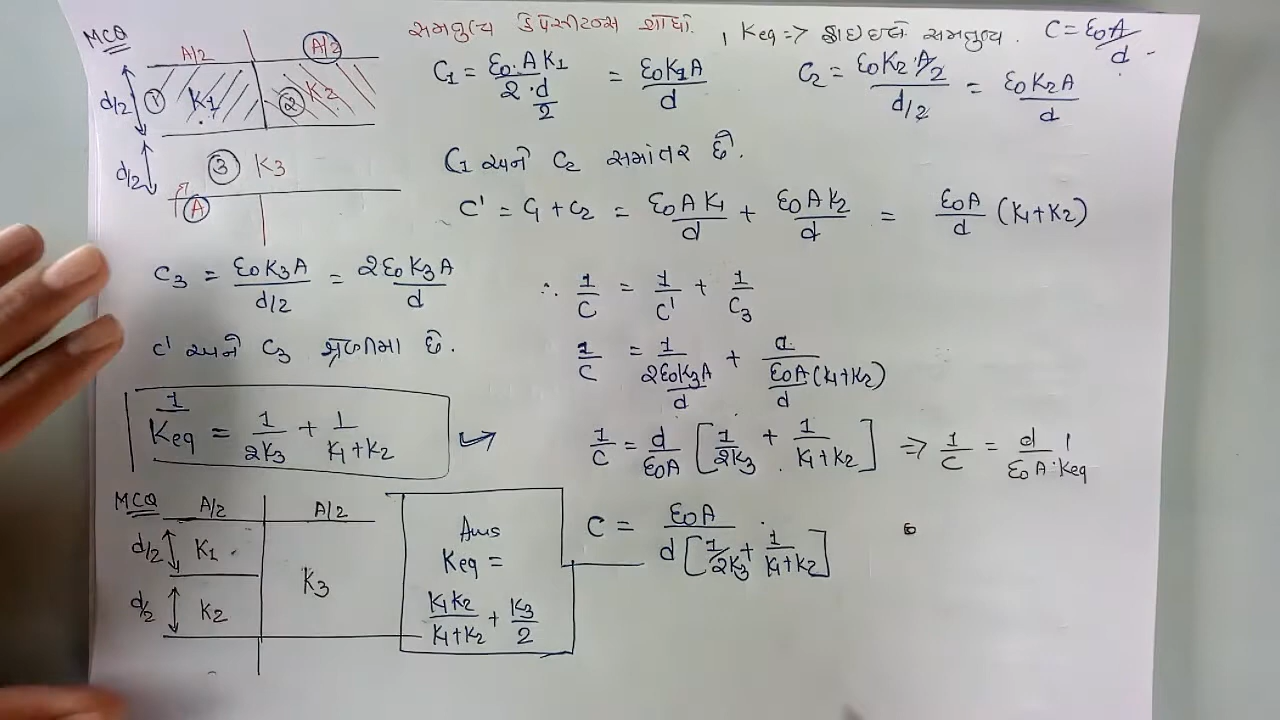 MCQ
A/2 A/2
સમતુલ્ય કેપેસીટન્સ શોધો. , Keq => ડાઇઇલે સમતુલ્ય. C = ε0A/d
d/2 ① K1 ② K2
C1 = ε0.AK1/2.d/2 = ε0K1A/d
C2 = ε0K2.A/2/d/2 = ε0K2A/d
d/2 ③ K3
A
C1 અને C2 સમાંતર છે.
C' = C1 + C2 = ε0AK1/d + ε0AK2/d = ε0A/d (K1+K2)
C3 = ε0K3A/d/2 = 2ε0K3A/d
C' અને C3 શ્રેણીમાં છે.
∴ 1/C = 1/C' + 1/C3
1/C = 1/2ε0K3A/d + 1/ε0A/d(K1+K2)
1/Keq = 1/2K3 + 1/K1+K2
1/C = d/ε0A [1/2K3 + 1/K1+K2] => 1/C = d/ε0A . 1/Keq
C = ε0A/d[1/2K3 + 1/K1+K2]
MCQ
A/2 A/2
d/2 K1
K3
d/2 K2
Ans
Keq =
K1K2/K1+K2 + K3/2